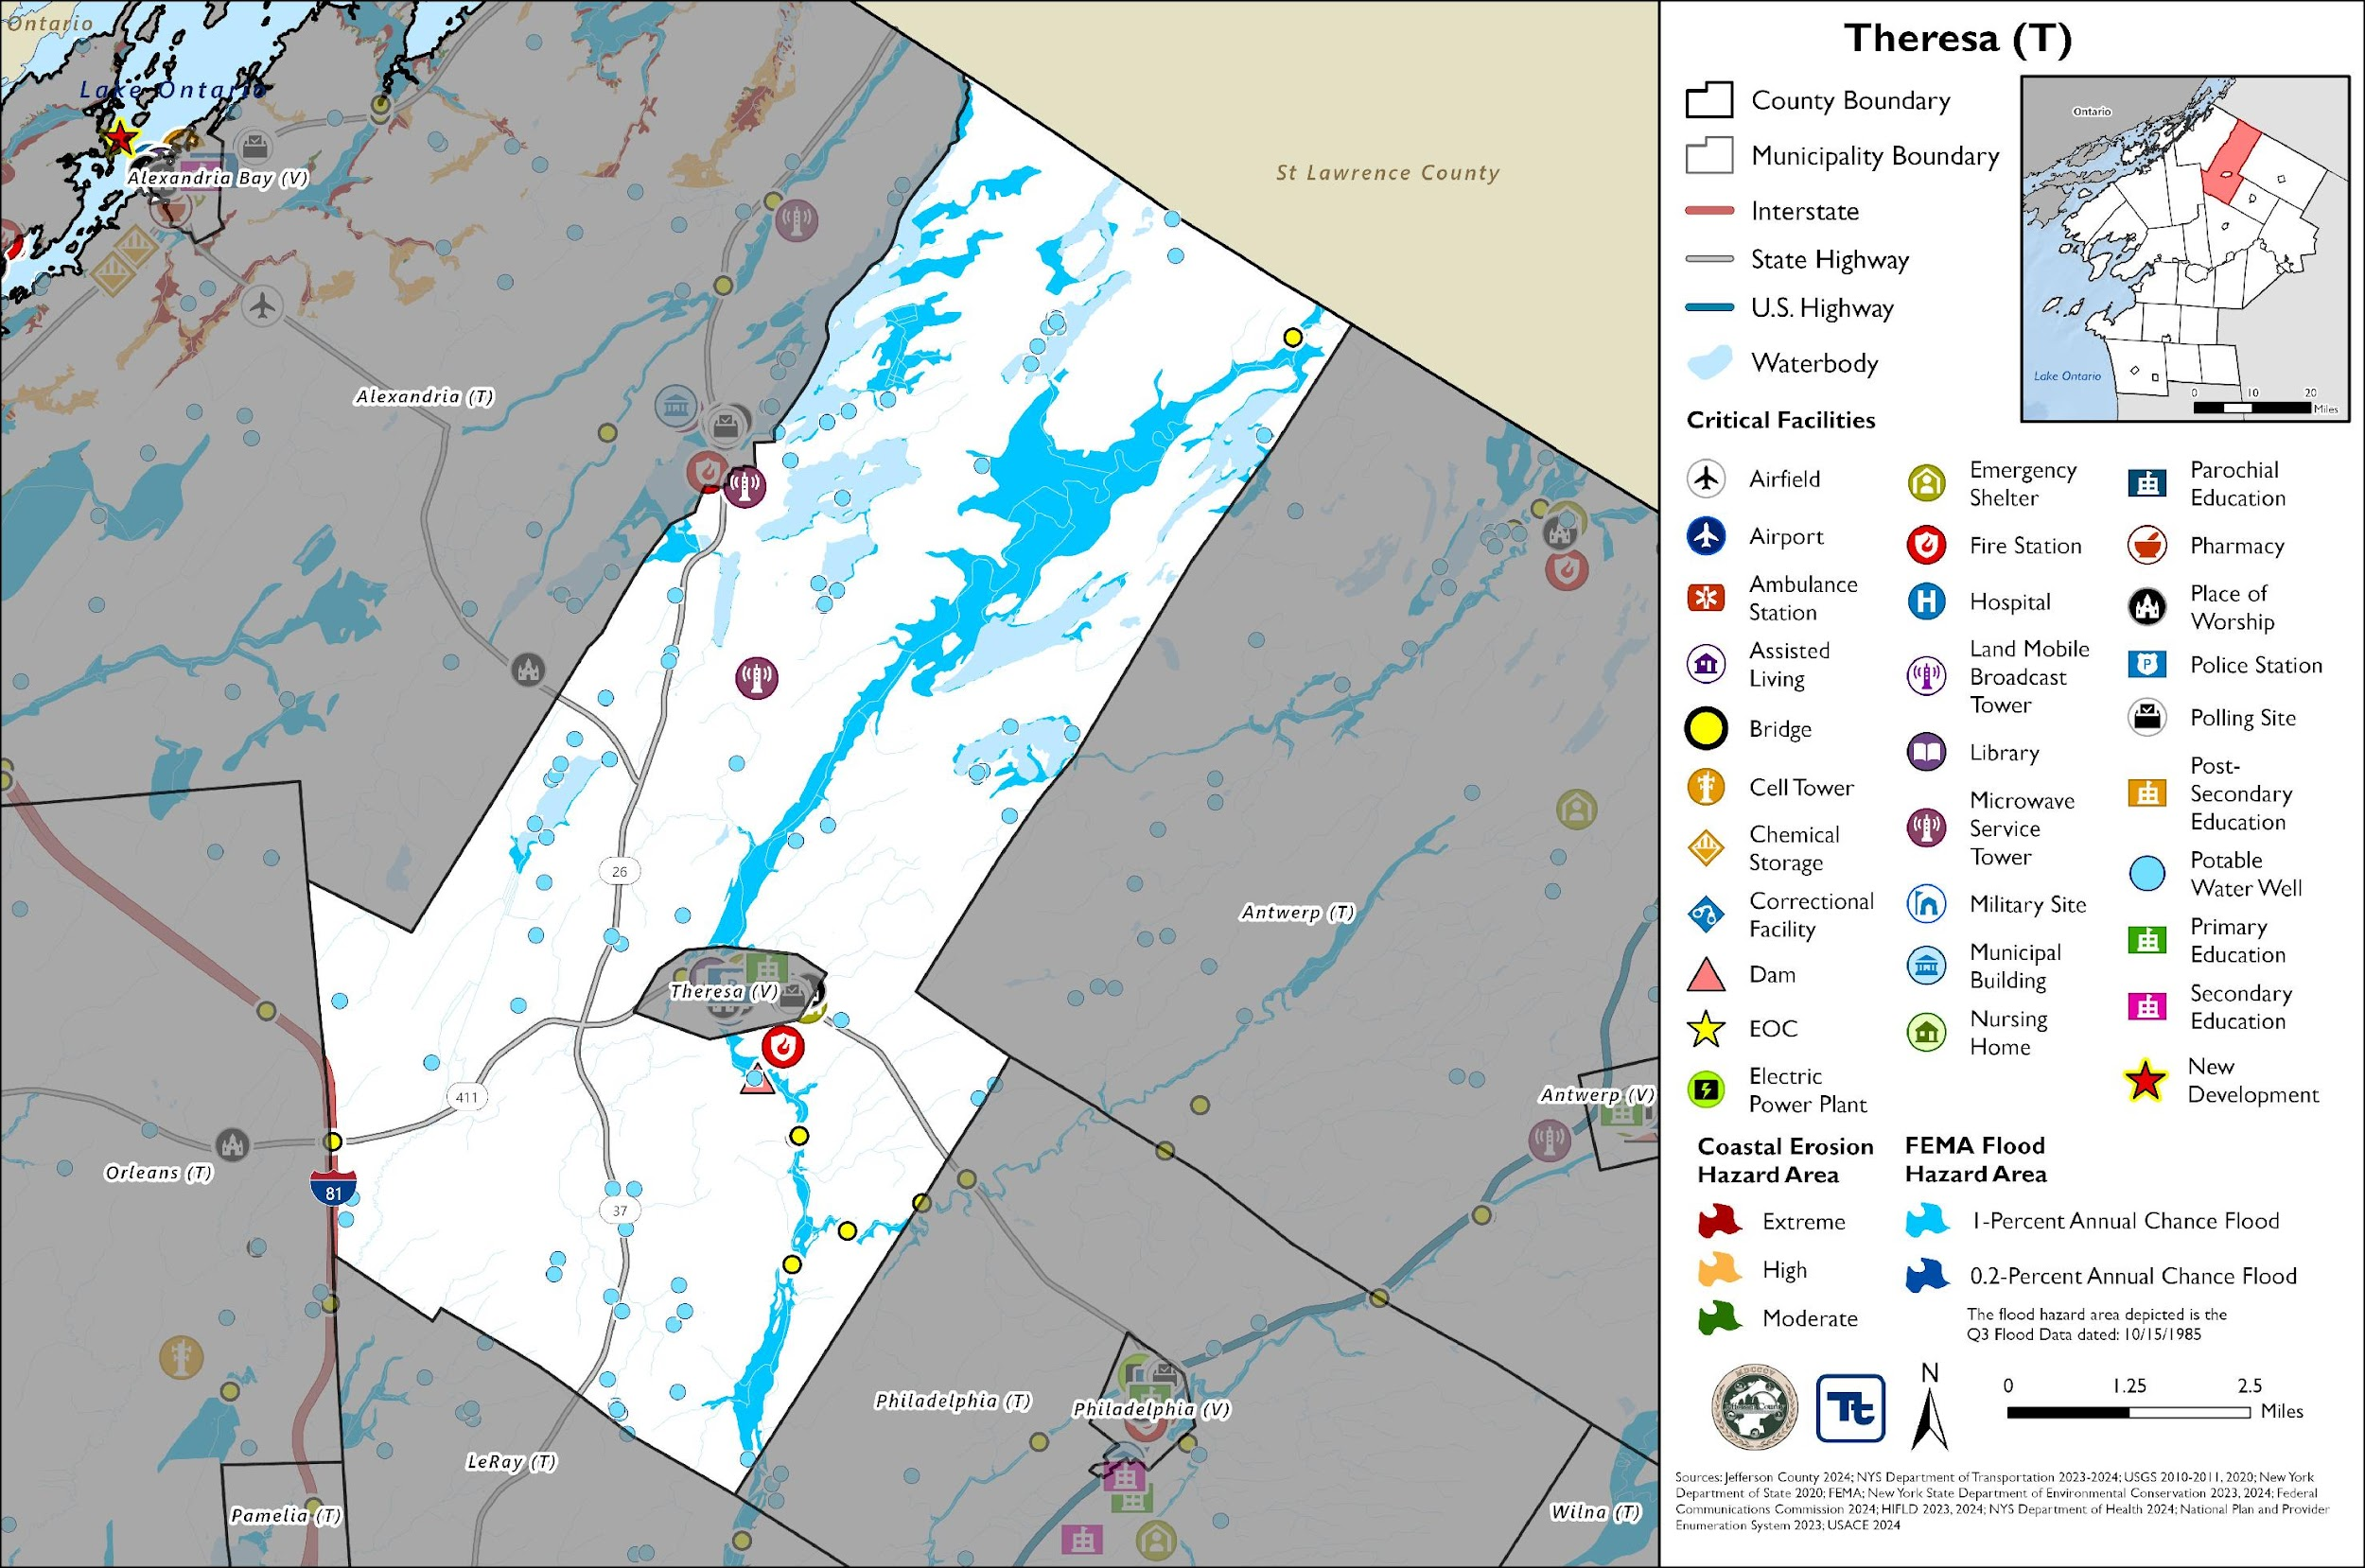 Theresa (T)
Ontario
Lake Ontario
Alexandria Bay (V)
St Lawrence County
Alexandria (T)
26
Antwerp (T)
Theresa (V)
411
Antwerp (V)
Orleans (T)
81
37
Philadelphia (T)
Philadelphia (V)
LeRay (T)
Pamelia (T)
Wilna (T)
County Boundary
Municipality Boundary
Interstate
State Highway
U.S. Highway
Waterbody
Ontario
Lake Ontario
0 10 20
Miles
Critical Facilities
Airfield
Airport
Ambulance
Station
Assisted
Living
Bridge
Cell Tower
Chemical
Storage
Correctional
Facility
Dam
EOC
Electric
Power Plant
Emergency
Shelter
Fire Station
H
Hospital
Land Mobile
Broadcast
Tower
Library
Microwave
Service
Tower
Military Site
Municipal
Building
Nursing
Home
Parochial
Education
Pharmacy
Place of
Worship
P
Police Station
Polling Site
Post-
Secondary
Education
Potable
Water Well
Primary
Education
Secondary
Education
New
Development
Coastal Erosion
Hazard Area
Extreme
High
Moderate
FEMA Flood
Hazard Area
1-Percent Annual Chance Flood
0.2-Percent Annual Chance Flood
The flood hazard area depicted is the
Q3 Flood Data dated: 10/15/1985
Tt
N
0 1.25 2.5
Miles
Sources: Jefferson County 2024; NYS Department of Transportation 2023-2024; USGS 2010-2011, 2020; New York
Department of State 2020; FEMA; New York State Department of Environmental Conservation 2023, 2024; Federal
Communications Commission 2024; HIFLD 2023, 2024; NYS Department of Health 2024; National Plan and Provider
Enumeration System 2023; USACE 2024